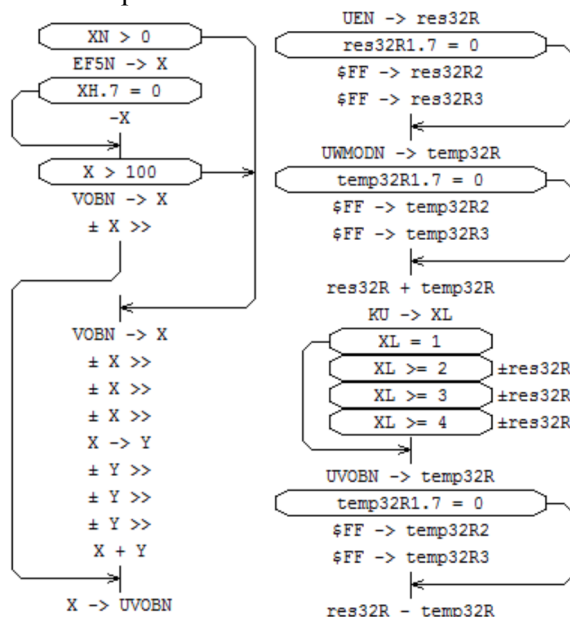 XN > 0
EF5N -> X
XH.7 = 0
-X
X > 100
VOBN -> X
± X >>
VOBN -> X
± X >>
± X >>
± X >>
X -> Y
± Y >>
± Y >>
± Y >>
X + Y
X -> UVOBN
UEN -> res32R
res32R1.7 = 0
$FF -> res32R2
$FF -> res32R3
UWMODN -> temp32R
temp32R1.7 = 0
$FF -> temp32R2
$FF -> temp32R3
res32R + temp32R
KU -> XL
XL = 1
XL >= 2 ±res32R
XL >= 3 ±res32R
XL >= 4 ±res32R
UVOBN -> temp32R
temp32R1.7 = 0
$FF -> temp32R2
$FF -> temp32R3
res32R - temp32R